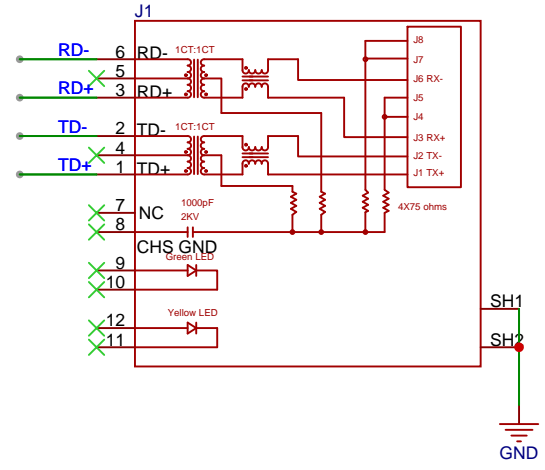 J1
RD- 6 RD- 1CT:1CT J8
5 J7
RD+ 3 RD+ J6 RX-
J5
J4
TD- 2 TD- 1CT:1CT J3 RX+
4 J2 TX-
TD+ 1 TD+ J1 TX+
7 NC 1000pF 4X75 ohms
8 2KV
CHS GND
9 Green LED
10
12 Yellow LED
11
SH1
SH2
GND